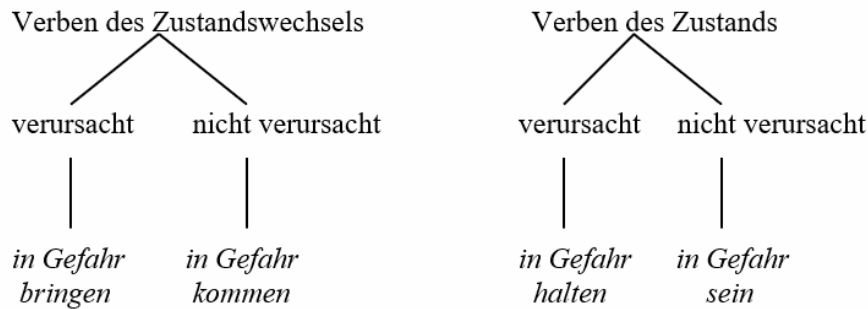 Verben des Zustandswechsels Verben des Zustands
verursacht nicht verursacht verursacht nicht verursacht
in Gefahr in Gefahr in Gefahr in Gefahr
bringen kommen halten sein